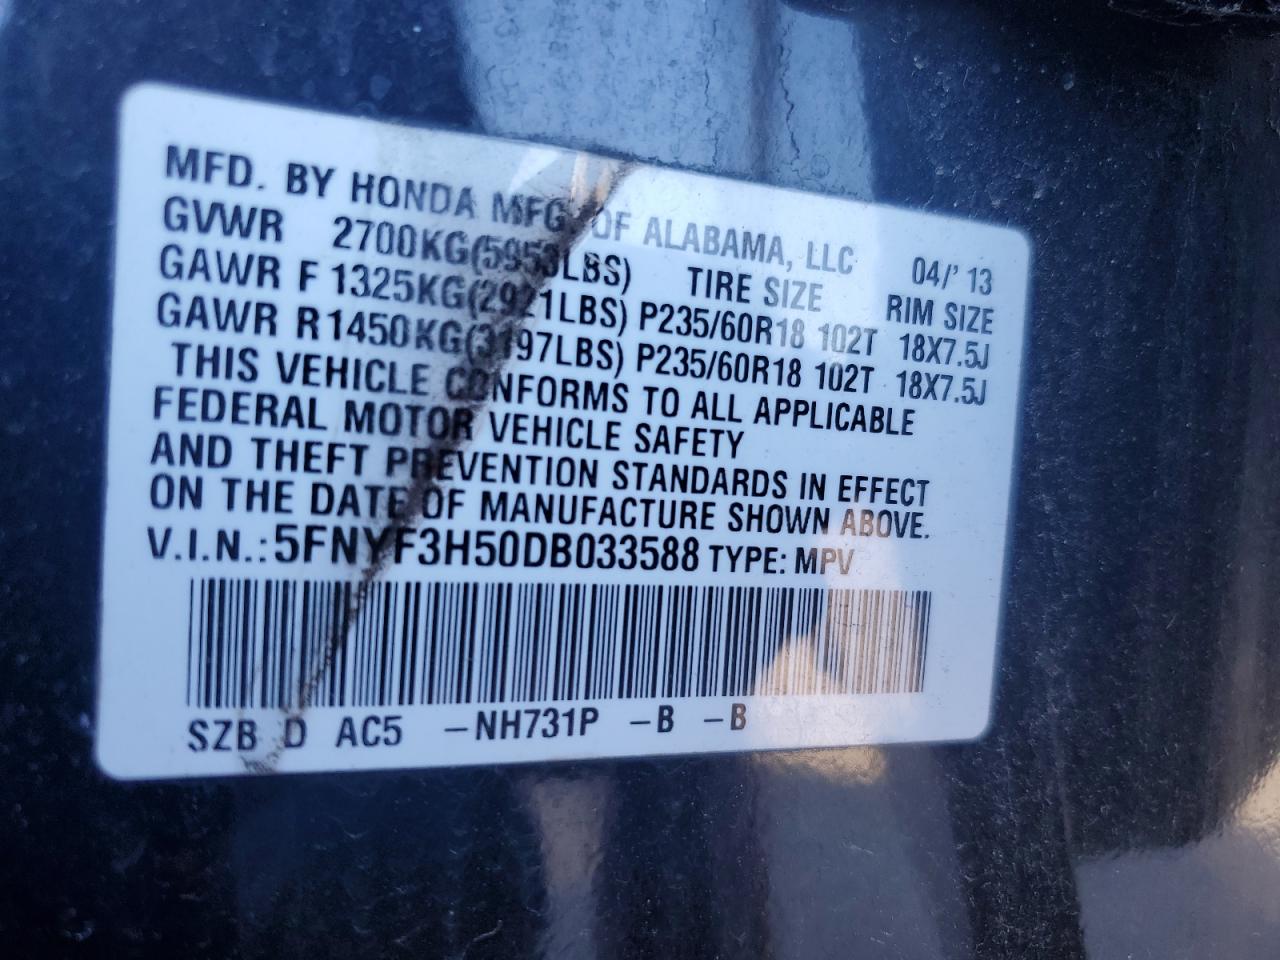 MFD. BY HONDA MFG. OF ALABAMA, LLC 04/'13
GVWR 2700KG(5953LBS) TIRE SIZE RIM SIZE
GAWR F 1325KG(2921LBS) P235/60R18 102T 18X7.5J
GAWR R 1450KG(3197LBS) P235/60R18 102T 18X7.5J
THIS VEHICLE CONFORMS TO ALL APPLICABLE
FEDERAL MOTOR VEHICLE SAFETY
AND THEFT PREVENTION STANDARDS IN EFFECT
ON THE DATE OF MANUFACTURE SHOWN ABOVE.
V.I.N.: 5FNYF3H50DB033588 TYPE: MPV
SZB D AC5 -NH731P -B -B